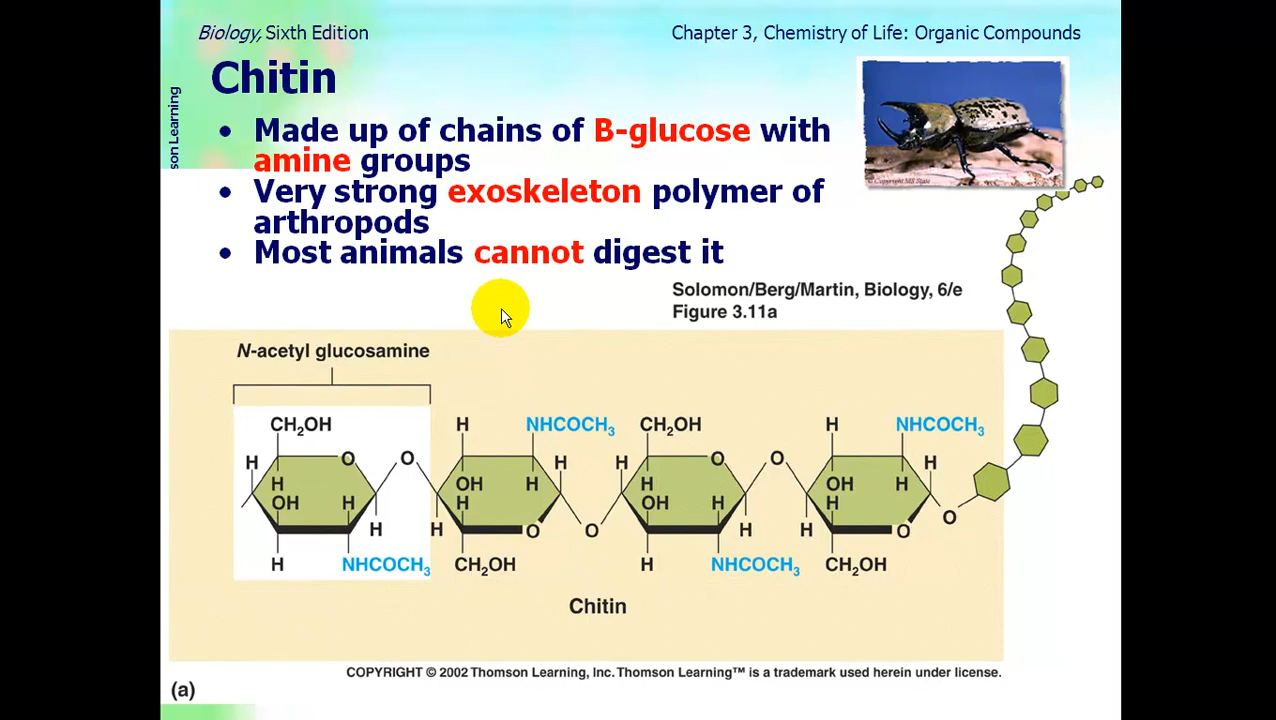 Biology, Sixth Edition
Chapter 3, Chemistry of Life: Organic Compounds
son Learning
Chitin
• Made up of chains of B-glucose with
amine groups
• Very strong exoskeleton polymer of
arthropods
• Most animals cannot digest it
Solomon/Berg/Martin, Biology, 6/e
Figure 3.11a
N-acetyl glucosamine
CH₂OH H NHCOCH₃ CH₂OH H NHCOCH₃
H O O H H O O H
H OH H H OH H
OH H H OH H H
H H O O H H O O
H NHCOCH₃ CH₂OH H NHCOCH₃ CH₂OH
Chitin
COPYRIGHT © 2002 Thomson Learning, Inc. Thomson Learning™ is a trademark used herein under license.
(a)